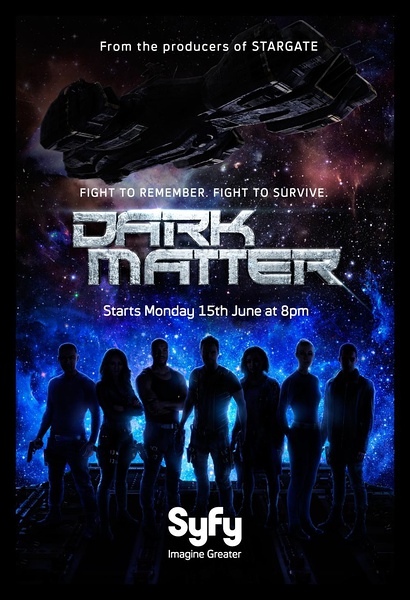 From the producers of STARGATE
FIGHT TO REMEMBER. FIGHT TO SURVIVE.
DARK
MATTER
Starts Monday 15th June at 8pm
Syfy
Imagine Greater